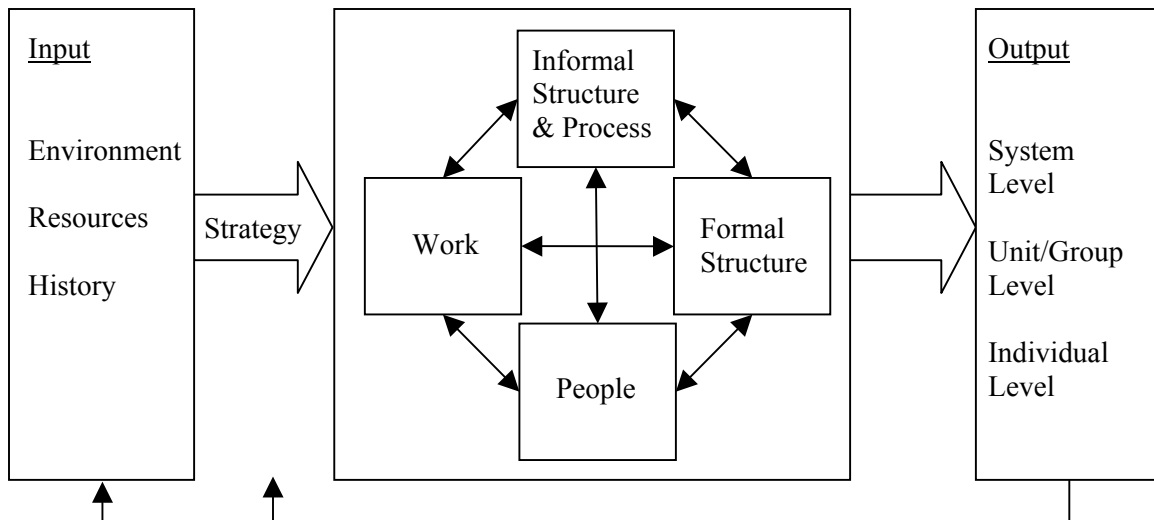 Input
Environment
Resources
History
Strategy
Informal
Structure
& Process
Work
Formal
Structure
People
Output
System
Level
Unit/Group
Level
Individual
Level